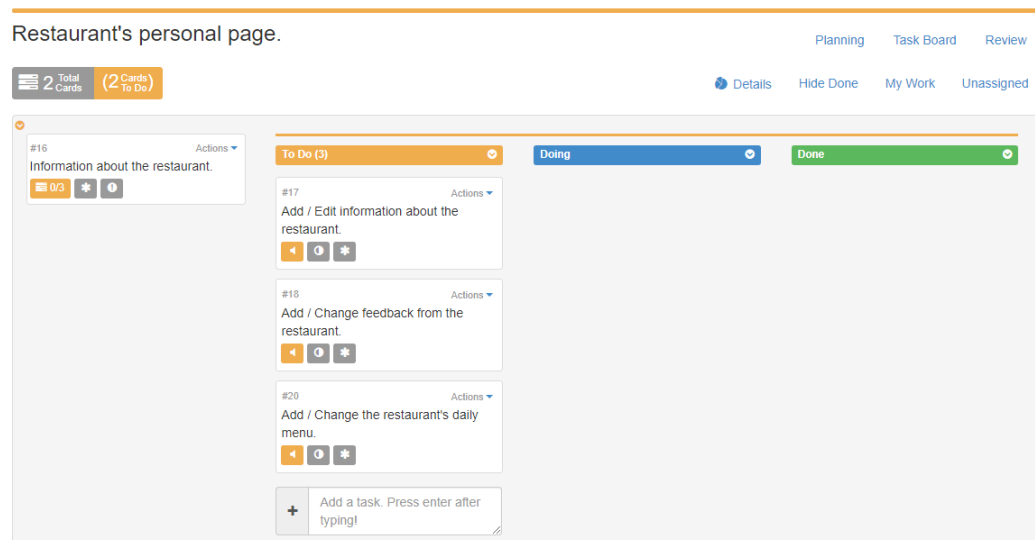 Restaurant's personal page.
Planning Task Board Review
2 Total Cards (2 Cards To Do)
Details Hide Done My Work Unassigned
#16 Actions
Information about the restaurant.
0/3
To Do (3)
#17 Actions
Add / Edit information about the
restaurant.
#18 Actions
Add / Change feedback from the
restaurant.
#20 Actions
Add / Change the restaurant's daily
menu.
+ Add a task. Press enter after
typing!
Doing
Done